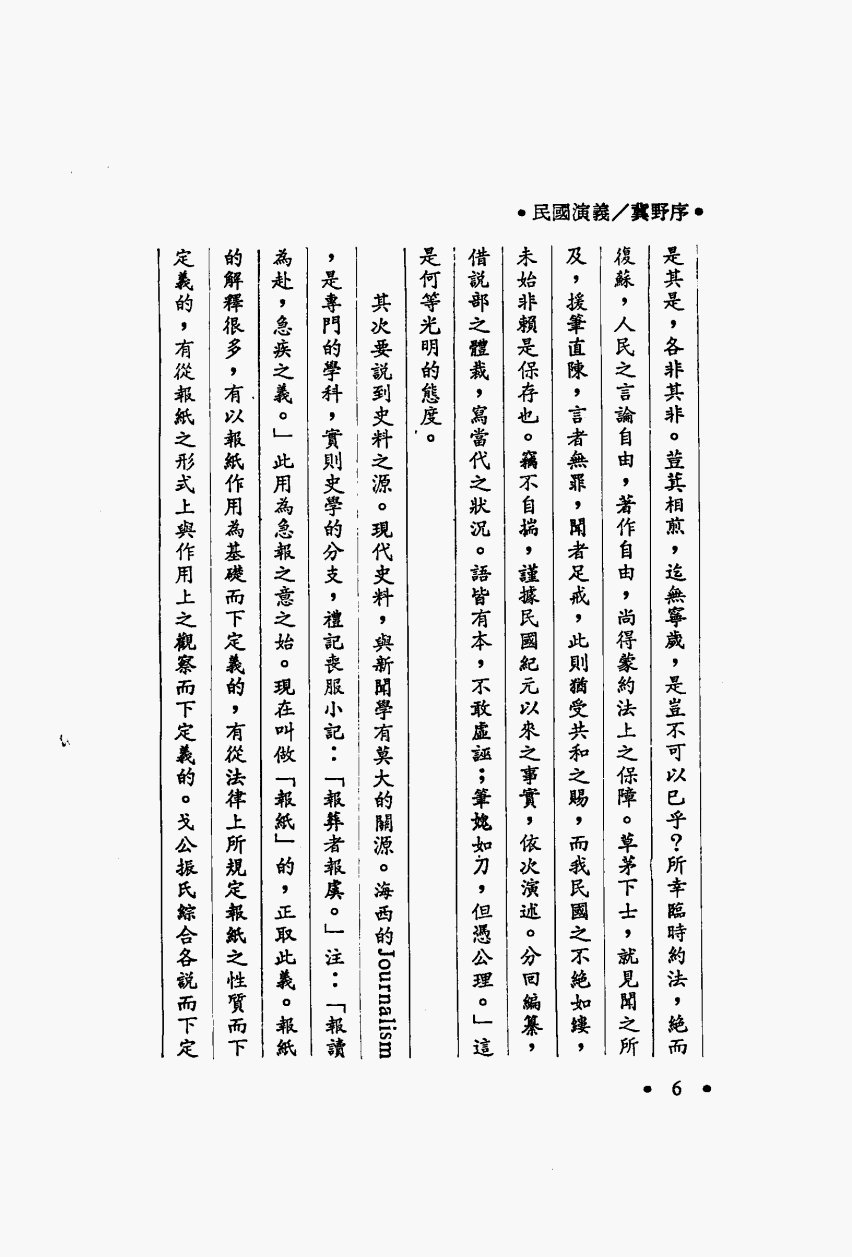 •民國演義／冀野序•
是其是，各非其非。荳萁相煎，迄無寧歲，是豈不可以已乎？所幸臨時約法，絕而
復蘇，人民之言論自由，著作自由，尚得蒙約法上之保障。草茅下士，就見聞之所
及，援筆直陳，言者無罪，聞者足戒，此則猶受共和之賜，而我民國之不絕如縷，
未始非賴是保存也。竊不自揣，謹據民國紀元以來之事實，依次演述。分回編纂，
借説部之體裁，寫當代之狀況。語皆有本，不敢虛誣；筆媿如刀，但憑公理。」這
是何等光明的態度。
其次要説到史料之源。現代史料，與新聞學有莫大的關源。海西的Journalism
，是專門的學科，實則史學的分支，禮記喪服小記：「報葬者報虞。」注：「報讀
為赴，急疾之義。」此用為急報之意之始。現在叫做「報紙」的，正取此義。報紙
的解釋很多，有以報紙作用為基礎而下定義的，有從法律上所規定報紙之性質而下
定義的，有從報紙之形式上與作用上之觀察而下定義的。戈公振氏綜合各説而下定
• 6 •